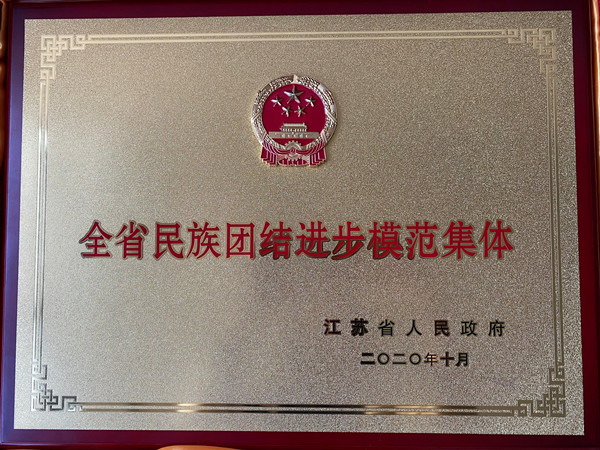 全省民族团结进步模范集体
江苏省人民政府
二〇二〇年十月